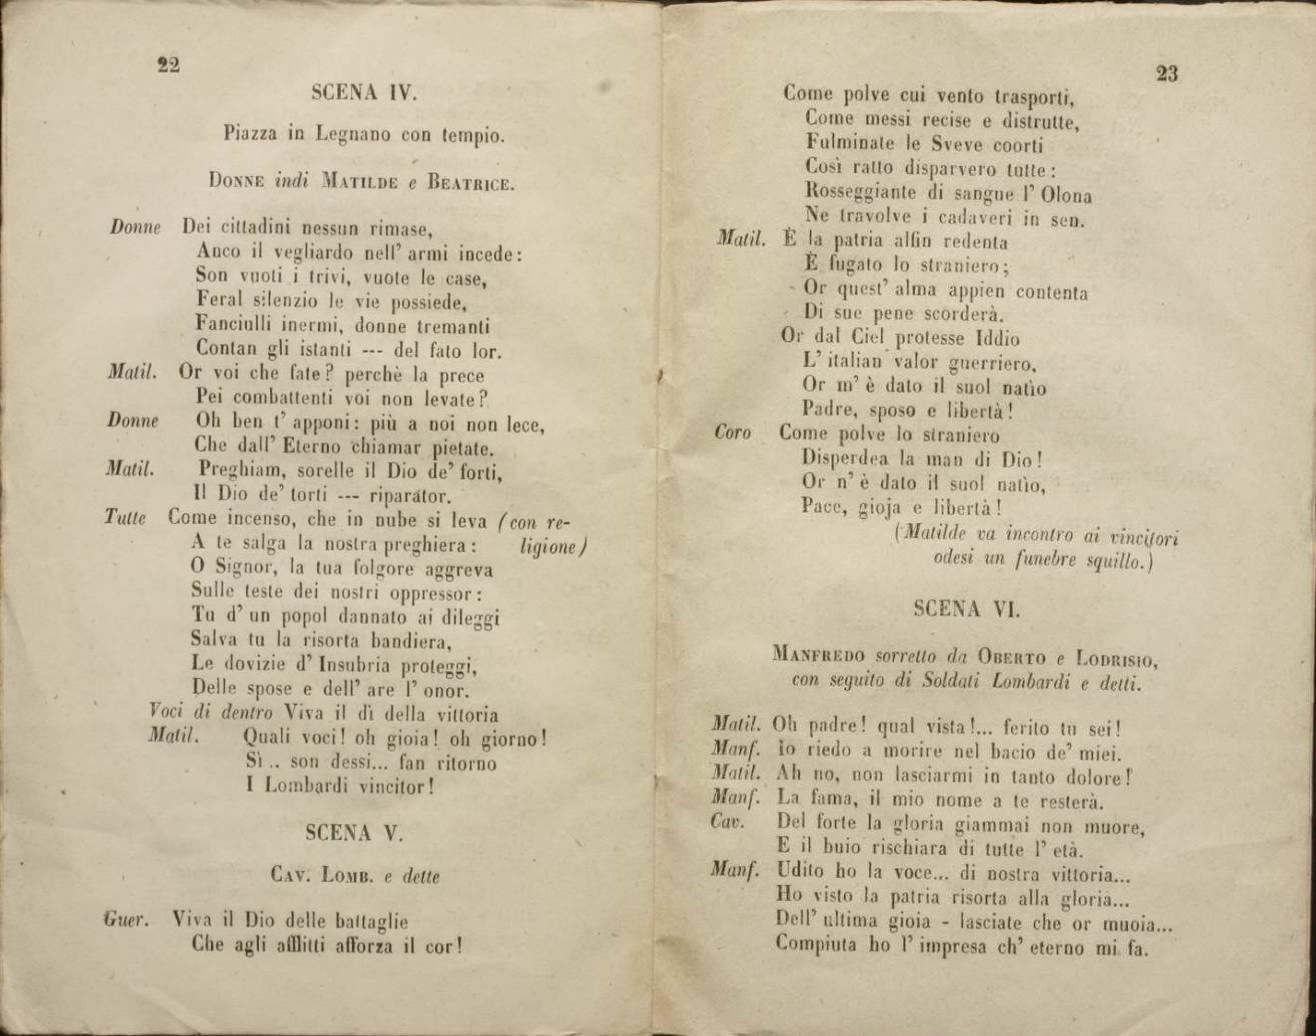 22
SCENA IV.
Piazza in Legnano con tempio.
DONNE indi MATILDE e BEATRICE.
Donne Dei cittadini nessun rimase,
Anco il vegliardo nell' armi incede:
Son vuoti i trivi, vuote le case,
Feral silenzio le vie possiede,
Fanciulli inermi, donne tremanti
Contan gli istanti --- del fato lor.
Matil. Or voi che fate? perchè la prece
Pei combattenti voi non levate?
Donne Oh ben t' apponi: più a noi non lece,
Che dall' Eterno chiamar pietate.
Matil. Preghiam, sorelle il Dio de' forti,
Il Dio de' torti --- riparator.
Tutte Come incenso, che in nube si leva (con re-
A te salga la nostra preghiera: ligione)
O Signor, la tua folgore aggreva
Sulle teste dei nostri oppressor:
Tu d' un popol dannato ai dileggi
Salva tu la risorta bandiera,
Le dovizie d' Insubria proteggi,
Delle spose e dell' are l' onor.
Voci di dentro Viva il dì della vittoria
Matil. Quali voci! oh gioia! oh giorno!
Sì .. son dessi... fan ritorno
I Lombardi vincitor!
SCENA V.
CAV. LOMB. e dette
Guer. Viva il Dio delle battaglie
Che agli afflitti afforza il cor!
23
Come polve cui vento trasporti,
Come messi recise e distrutte,
Fulminate le Sveve coorti
Così ratto disparvero tutte:
Rosseggiante di sangue l' Olona
Ne travolve i cadaveri in sen.
Matil. È la patria alfin redenta
È fugato lo straniero;
Or quest' alma appien contenta
Di sue pene scorderà.
Or dal Ciel protesse Iddio
L' italian valor guerriero,
Or m' è dato il suol natìo
Padre, sposo e libertà!
Coro Come polve lo straniero
Disperdea la man di Dio!
Or n' è dato il suol natìo,
Pace, gioja e libertà!
(Matilde va incontro ai vincitori
odesi un funebre squillo.)
SCENA VI.
MANFREDO sorretto da OBERTO e LODRISIO,
con seguito di Soldati Lombardi e detti.
Matil. Oh padre! qual vista!... ferito tu sei!
Manf. Io riedo a morire nel bacio de' miei.
Matil. Ah no, non lasciarmi in tanto dolore!
Manf. La fama, il mio nome a te resterà.
Cav. Del forte la gloria giammai non muore,
E il buio rischiara di tutte l' età.
Manf. Udito ho la voce... di nostra vittoria...
Ho visto la patria risorta alla gloria...
Dell' ultima gioia - lasciate che or muoia...
Compiuta ho l' impresa ch' eterno mi fa.